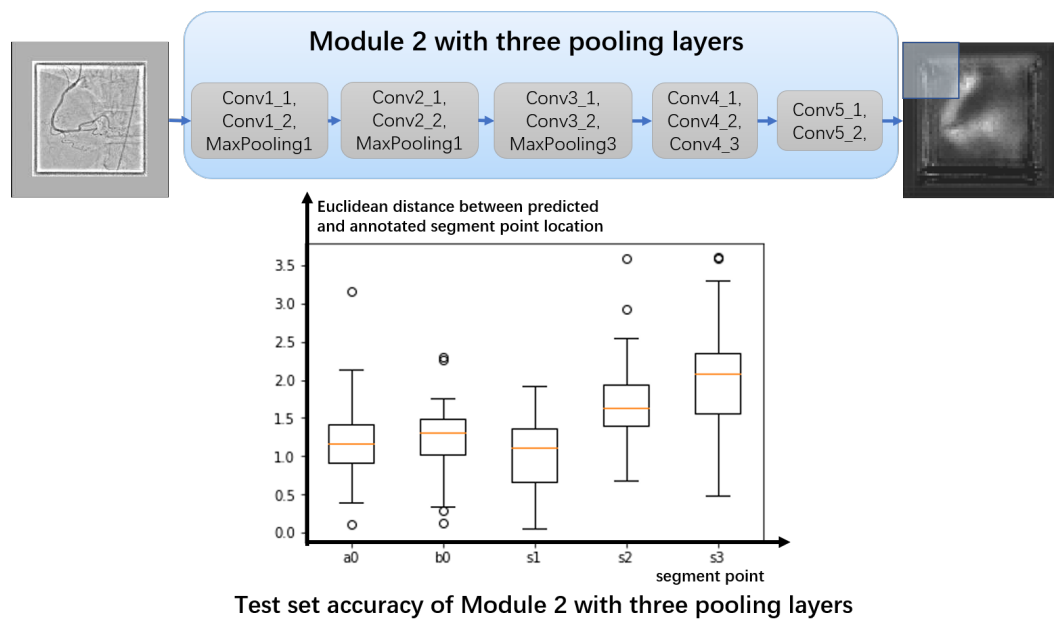 Module 2 with three pooling layers
Conv1_1,
Conv1_2,
MaxPooling1
Conv2_1,
Conv2_2,
MaxPooling1
Conv3_1,
Conv3_2,
MaxPooling3
Conv4_1,
Conv4_2,
Conv4_3
Conv5_1,
Conv5_2,
Euclidean distance between predicted
and annotated segment point location
3.5
3.0
2.5
2.0
1.5
1.0
0.5
0.0
a0 b0 s1 s2 s3
segment point
Test set accuracy of Module 2 with three pooling layers